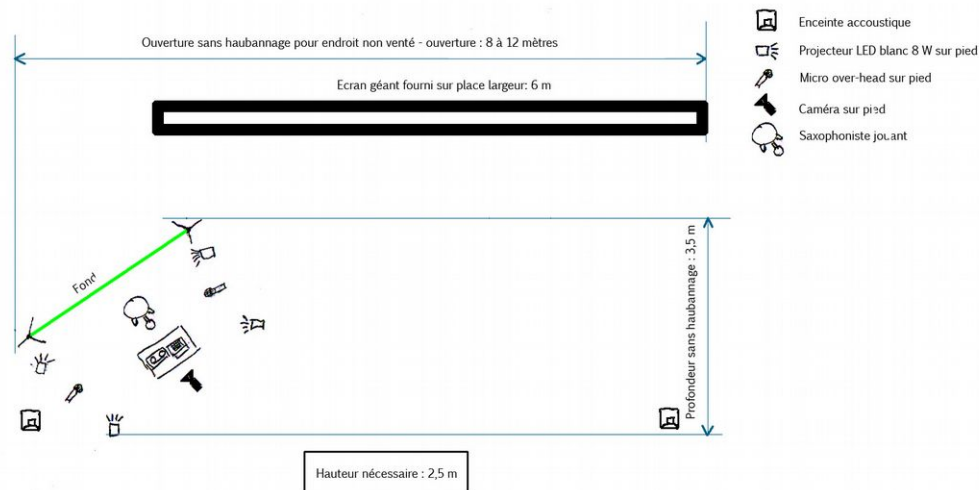 Ouverture sans haubannage pour endroit non venté - ouverture : 8 à 12 mètres
Ecran géant fourni sur place largeur: 6 m
Enceinte accoustique
Projecteur LED blanc 8 W sur pied
Micro over-head sur pied
Caméra sur pied
Saxophoniste jouant
Fond
Profondeur sans haubannage : 3,5 m
Hauteur nécessaire : 2,5 m